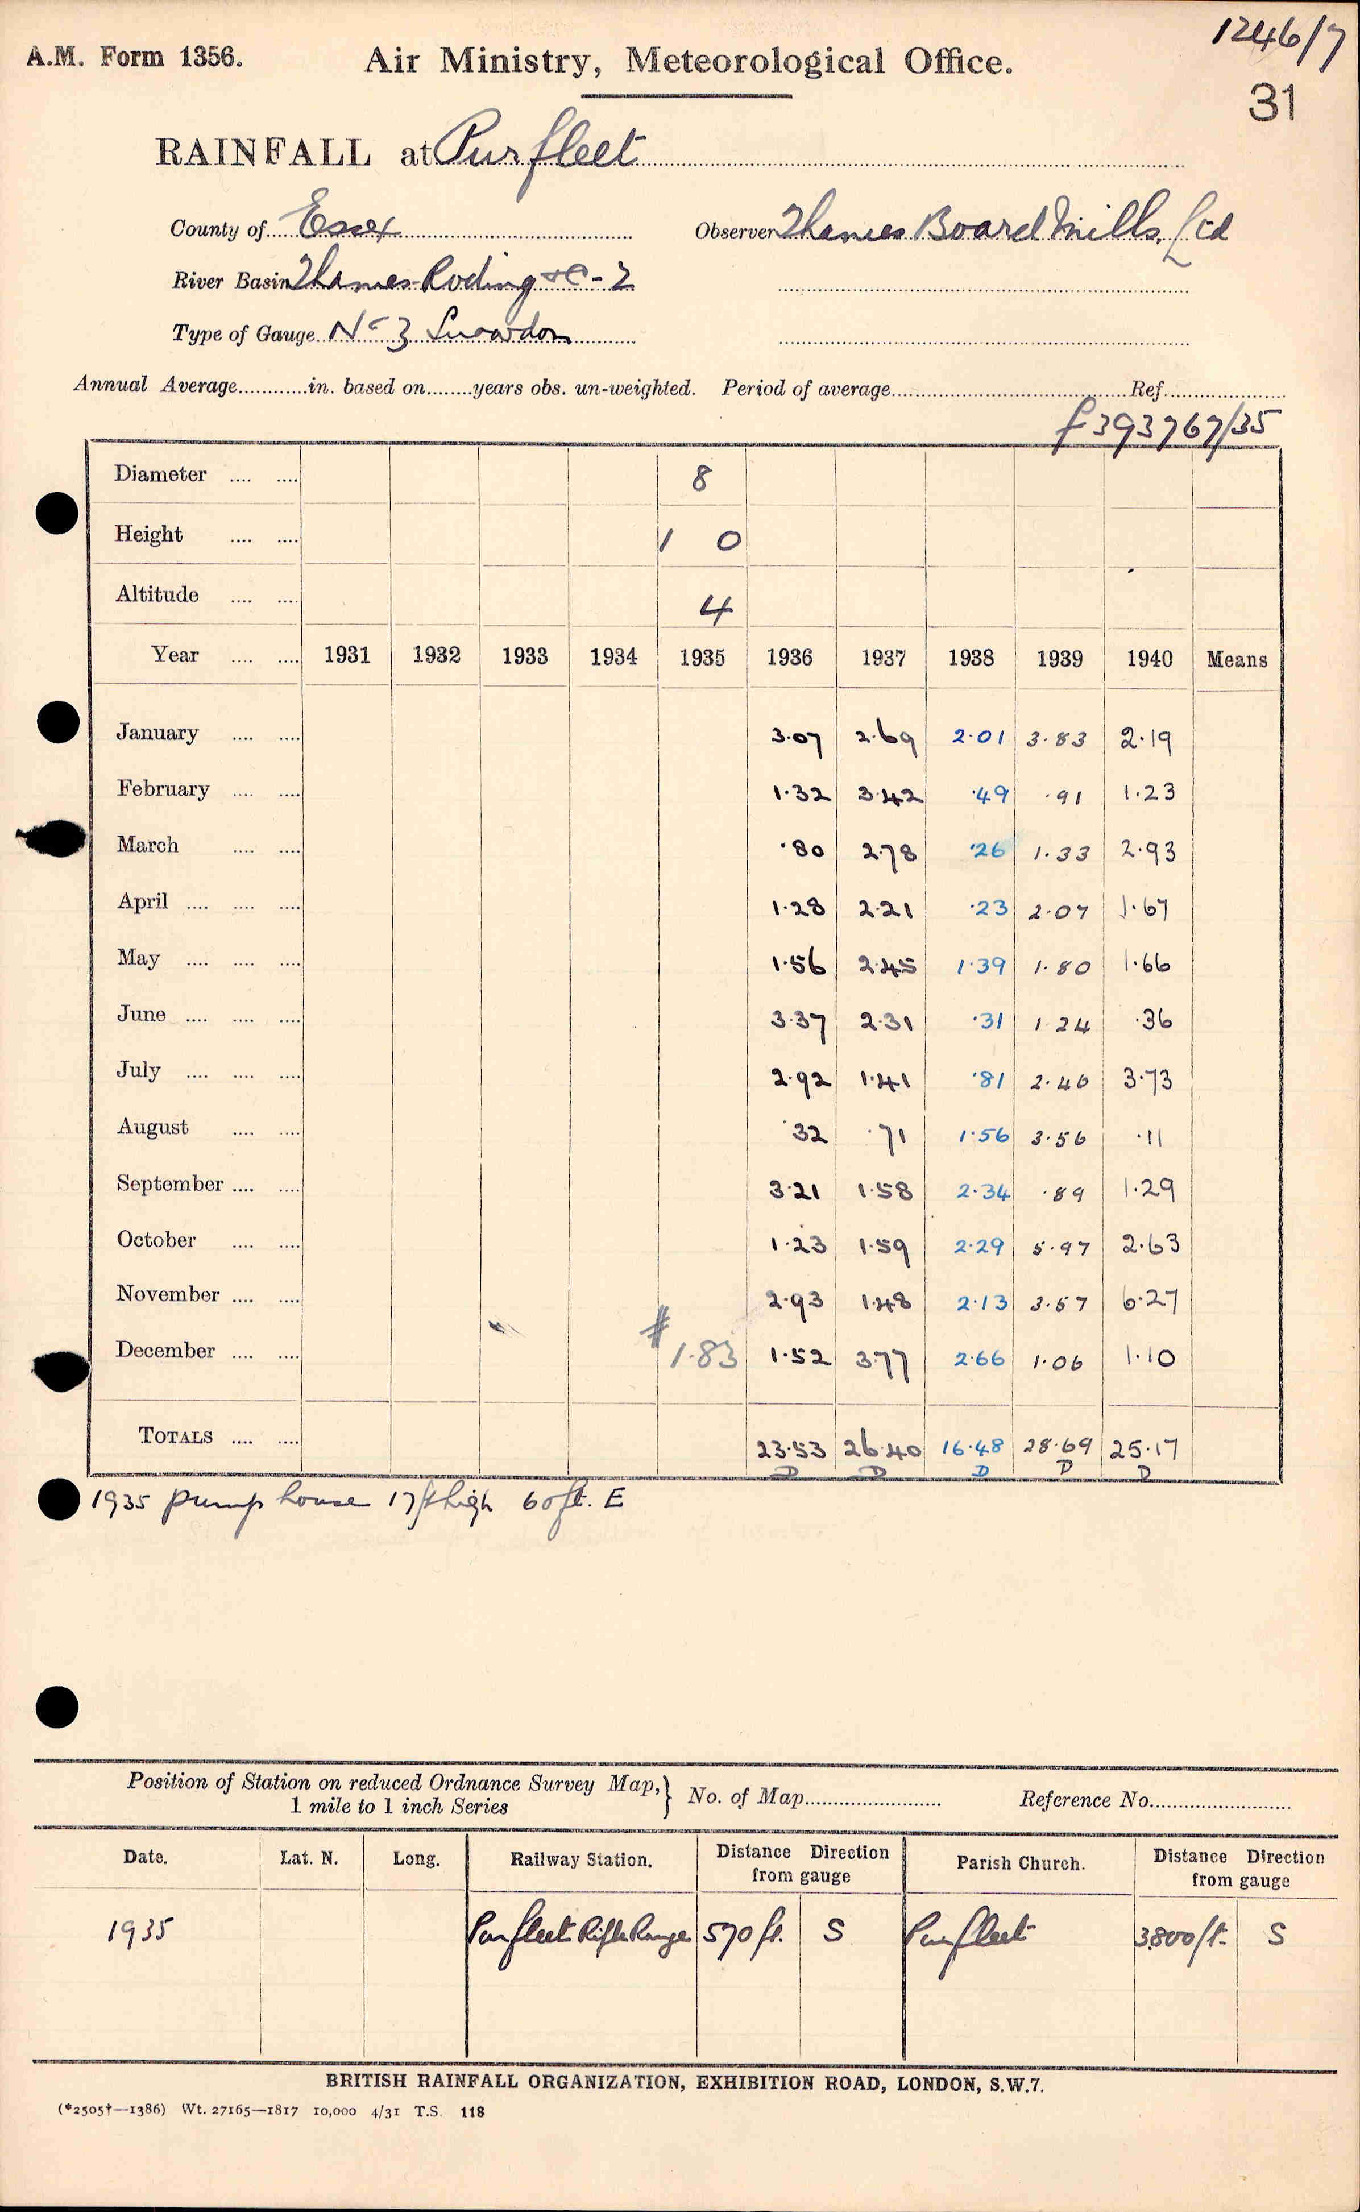 1246/7
A.M. Form 1356. Air Ministry, Meteorological Office.
31
RAINFALL at Purfleet
County of Essex Observer Thames Board Mills, Ltd
River Basin Thames-Roding &c-2
Type of Gauge No 3 Snowdon
Annual Average............in. based on........years obs. un-weighted. Period of average.................... Ref.................
f393767/35
Diameter .... .... 8
Height .... .... 1 0
Altitude .... .... 4
Year .... .... 1931 1932 1933 1934 1935 1936 1937 1938 1939 1940 Means
January .... .... 3.07 2.69 2.01 3.83 2.19
February .... .... 1.32 3.42 .49 .91 1.23
March .... .... .80 2.78 .26 1.33 2.93
April .... .... .... 1.28 2.21 .23 2.07 1.67
May .... .... .... 1.56 2.45 1.39 1.80 1.66
June .... .... .... 3.37 2.31 .31 1 24 .36
July .... .... .... 2.92 1.41 .81 2.46 3.73
August .... .... .32 .71 1.56 3.56 .11
September .... .... 3.21 1.58 2.34 .89 1.29
October .... .... 1.23 1.59 2.29 5.97 2.63
November .... .... 2.93 1.48 2.13 3.57 6.27
December .... .... # 1.83 1.52 3.77 2.66 1.06 1.10
TOTALS .... .... 23.53 26.40 16.48 28.69 25.17
D D D D D
1935 pump house 17ft high 60ft. E
Position of Station on reduced Ordnance Survey Map, } No. of Map......................... Reference No..........................
1 mile to 1 inch Series
Date. Lat. N. Long. Railway Station. Distance Direction from gauge Parish Church. Distance Direction from gauge
1935 Purfleet Rifle Range 570 ft. S Purfleet 3,800 ft. S
BRITISH RAINFALL ORGANIZATION, EXHIBITION ROAD, LONDON, S.W.7.
(*2505†—1386) Wt. 27165—1817 10,000 4/31 T.S. 118